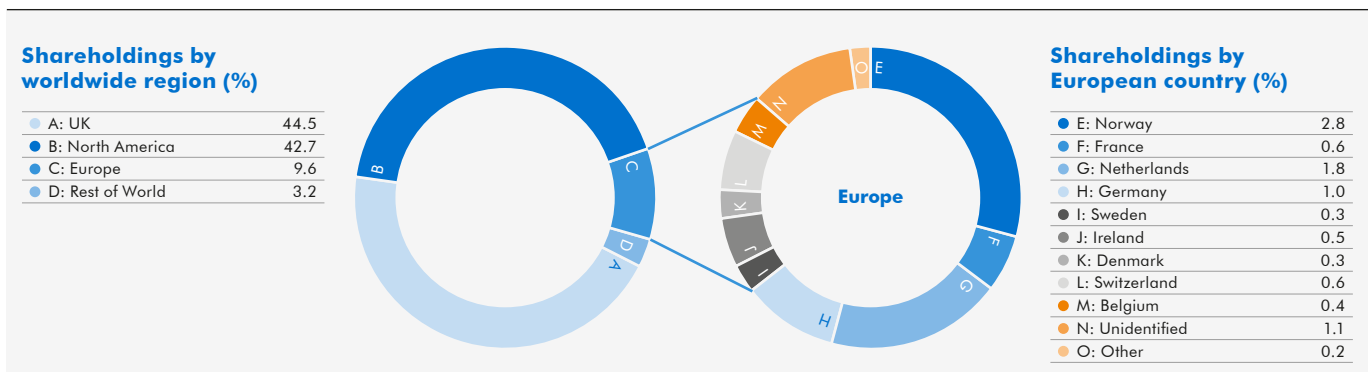 Shareholdings by
worldwide region (%)
A: UK 44.5
B: North America 42.7
C: Europe 9.6
D: Rest of World 3.2
B
C
D
A
E
F
G
H
I
J
K
L
M
N
O
Europe
Shareholdings by
European country (%)
E: Norway 2.8
F: France 0.6
G: Netherlands 1.8
H: Germany 1.0
I: Sweden 0.3
J: Ireland 0.5
K: Denmark 0.3
L: Switzerland 0.6
M: Belgium 0.4
N: Unidentified 1.1
O: Other 0.2